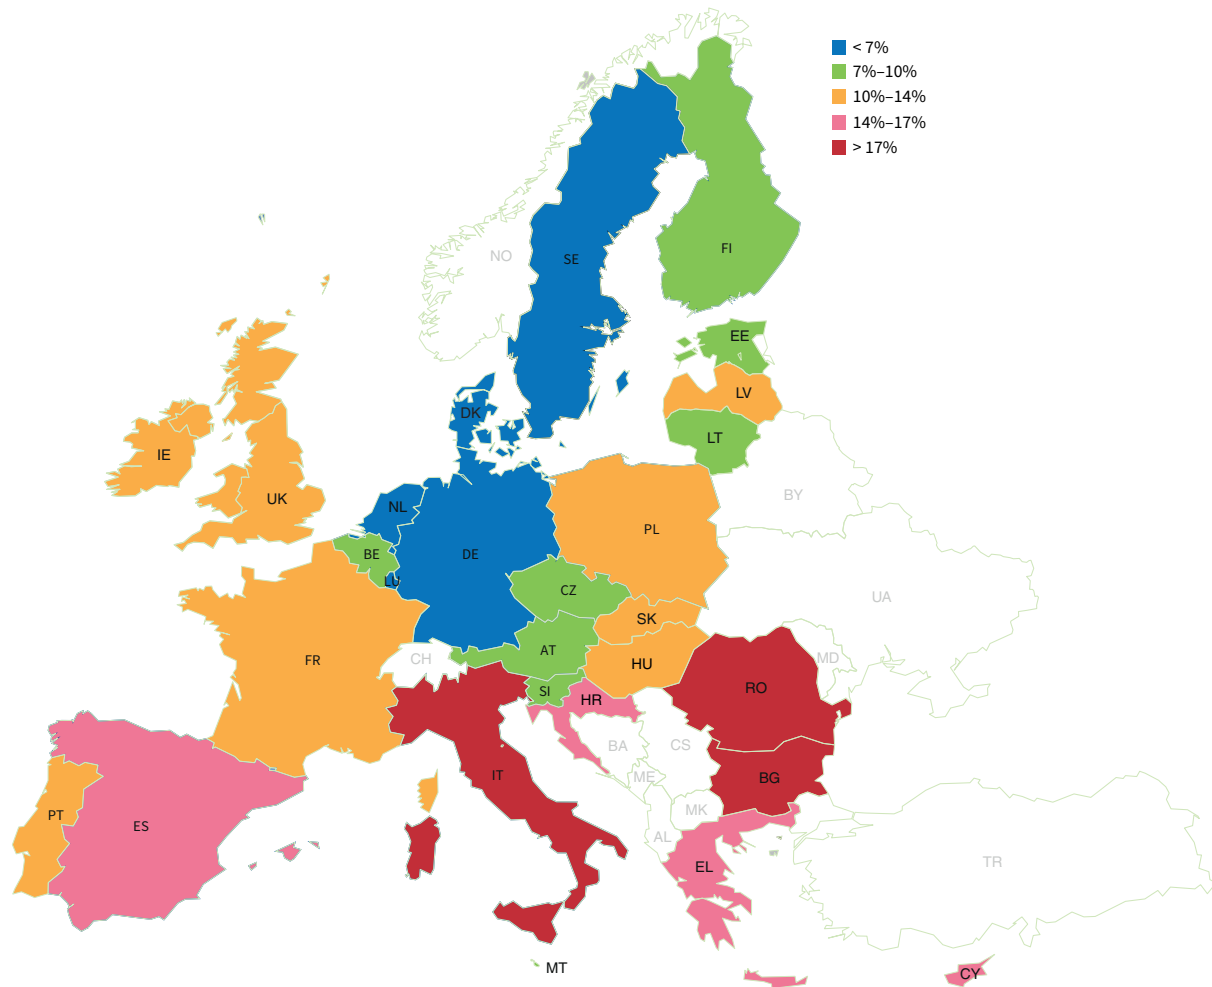 < 7%
7%–10%
10%–14%
14%–17%
> 17%
NO
SE
FI
EE
LV
LT
DK
IE
UK
NL
BE
LU
DE
PL
BY
CZ
SK
UA
FR
CH
AT
HU
SI
HR
RO
MD
BA
CS
ME
IT
BG
MK
AL
PT
ES
EL
TR
MT
CY